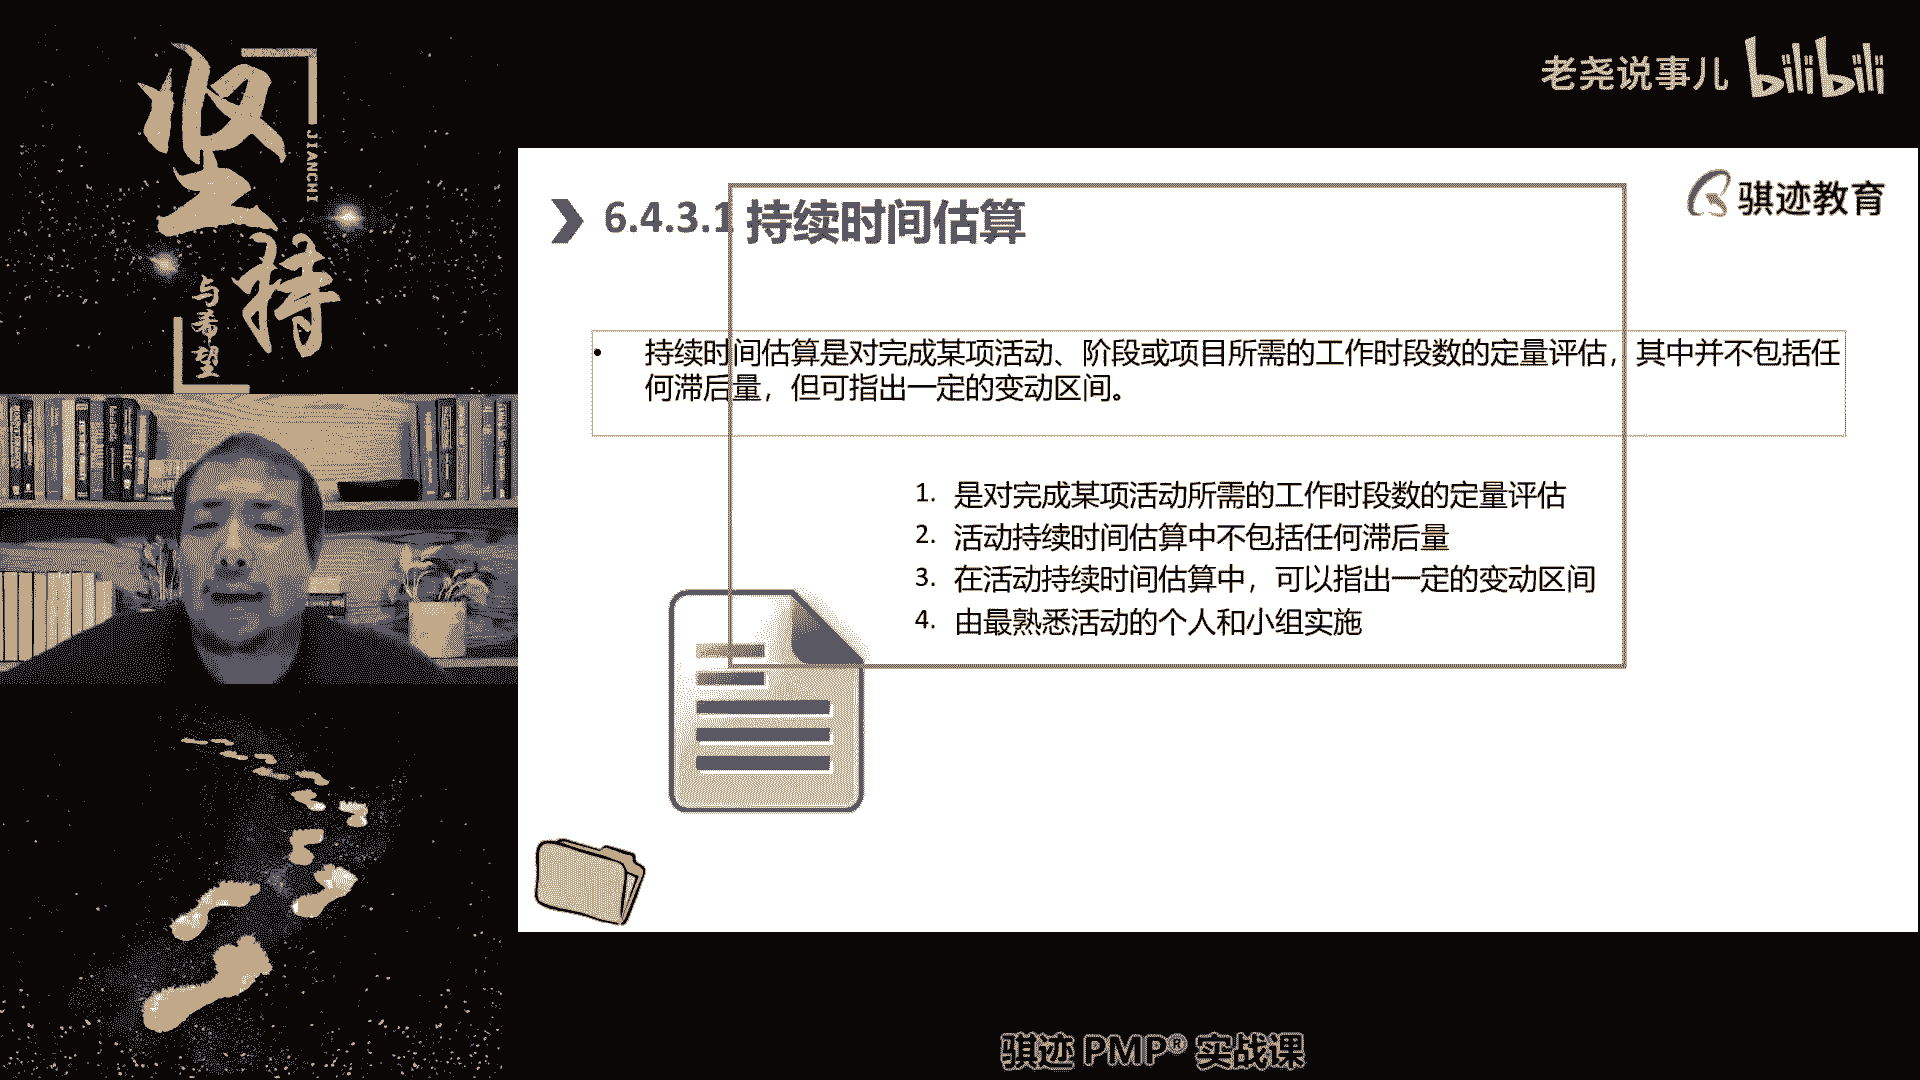 坚持
JIANCHI
与希望
老尧说事儿 bilibili
骐迹教育
6.4.3.1 持续时间估算
• 持续时间估算是对完成某项活动、阶段或项目所需的工作时段数的定量评估，其中并不包括任
何滞后量，但可指出一定的变动区间。
1. 是对完成某项活动所需的工作时段数的定量评估
2. 活动持续时间估算中不包括任何滞后量
3. 在活动持续时间估算中，可以指出一定的变动区间
4. 由最熟悉活动的个人和小组实施
骐迹 PMP® 实战课